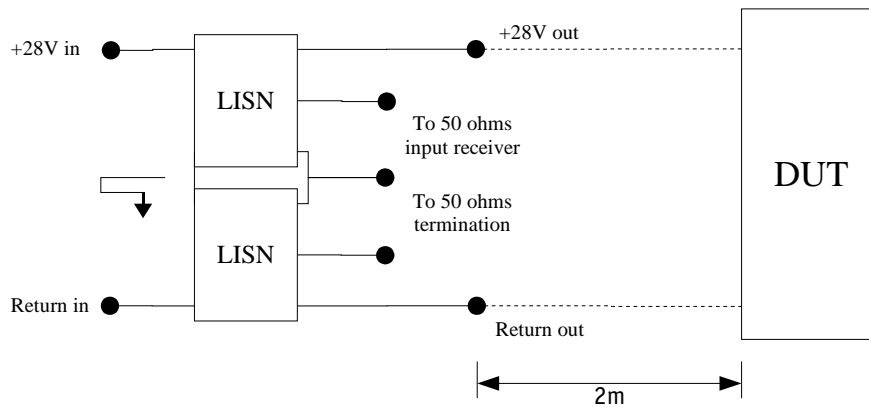 +28V in
+28V out
LISN
To 50 ohms
input receiver
DUT
To 50 ohms
termination
LISN
Return in
Return out
2m